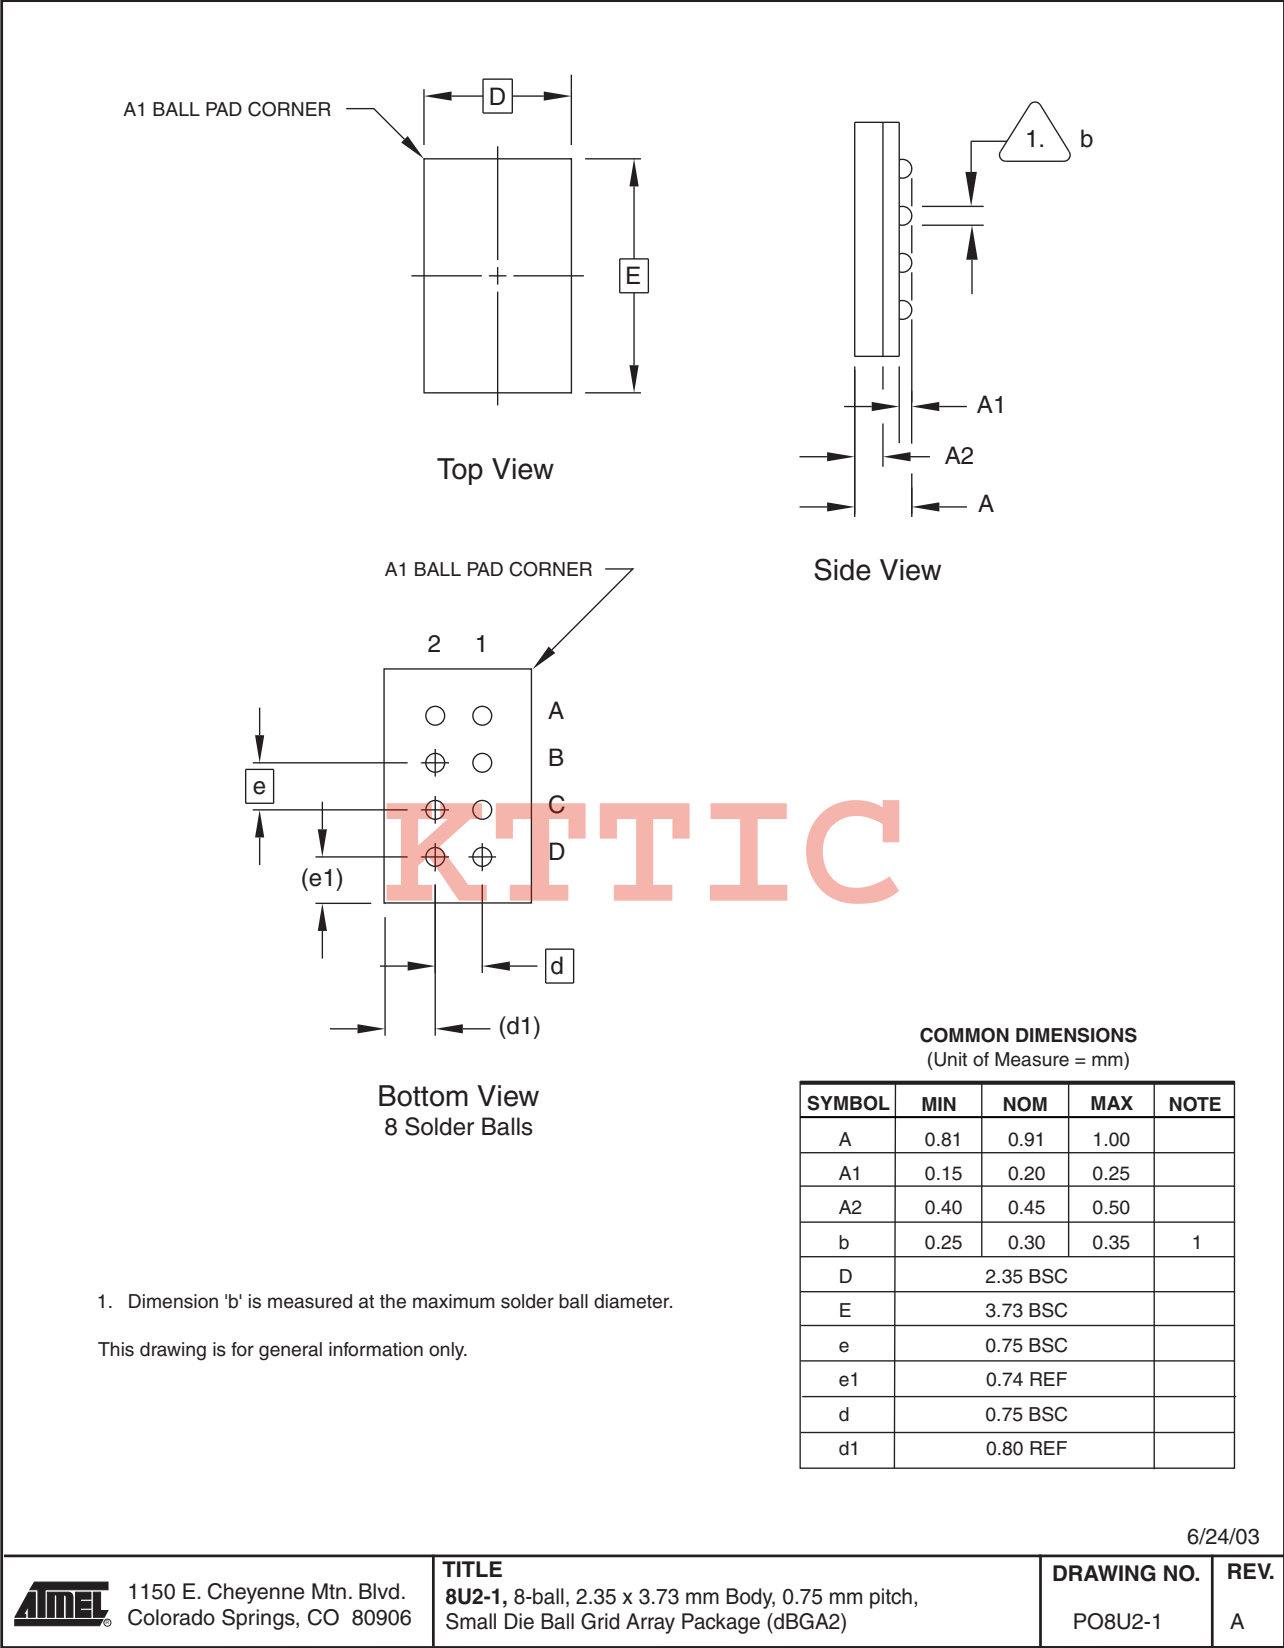 A1 BALL PAD CORNER
D
E
Top View
1. b
A1
A2
A
Side View
A1 BALL PAD CORNER
2 1
A
B
C
D
e
(e1)
d
(d1)
KTTIC
Bottom View
8 Solder Balls
COMMON DIMENSIONS
(Unit of Measure = mm)
SYMBOL MIN NOM MAX NOTE
A 0.81 0.91 1.00
A1 0.15 0.20 0.25
A2 0.40 0.45 0.50
b 0.25 0.30 0.35 1
D 2.35 BSC
E 3.73 BSC
e 0.75 BSC
e1 0.74 REF
d 0.75 BSC
d1 0.80 REF
1. Dimension 'b' is measured at the maximum solder ball diameter.
This drawing is for general information only.
6/24/03
ATMEL ®
1150 E. Cheyenne Mtn. Blvd.
Colorado Springs, CO 80906
TITLE
8U2-1, 8-ball, 2.35 x 3.73 mm Body, 0.75 mm pitch,
Small Die Ball Grid Array Package (dBGA2)
DRAWING NO.
PO8U2-1
REV.
A